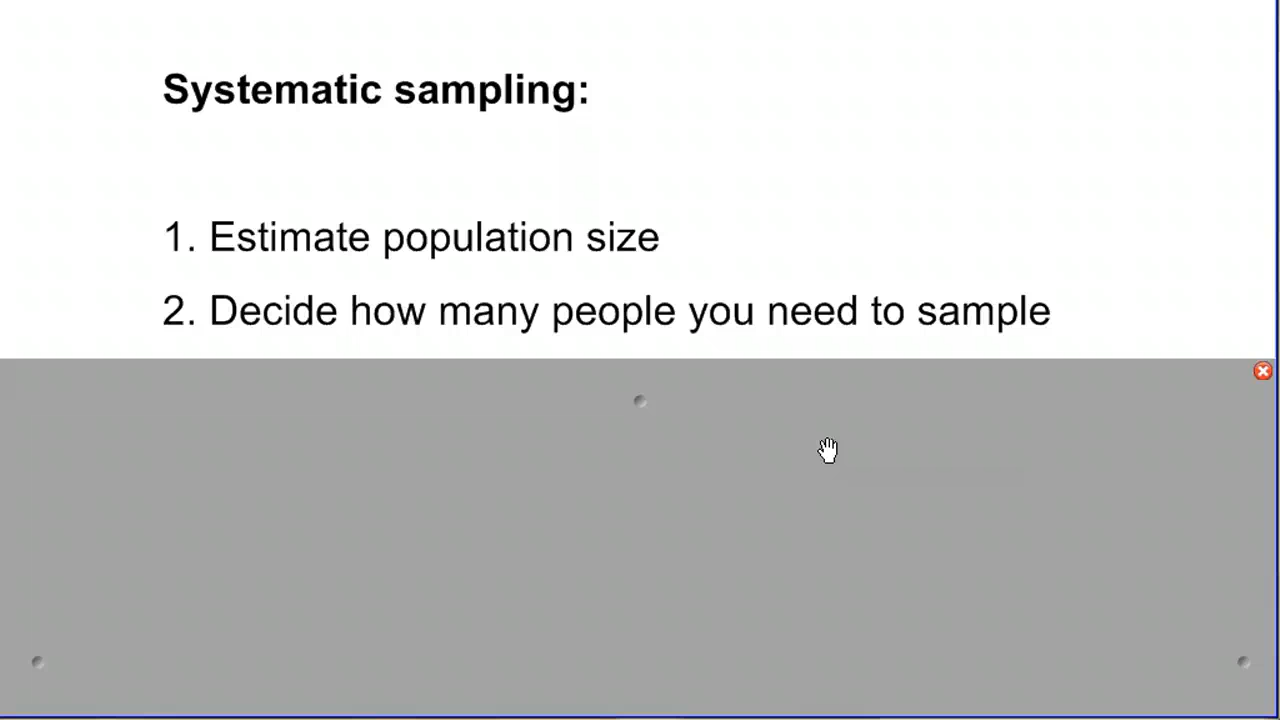 Systematic sampling:
1. Estimate population size
2. Decide how many people you need to sample